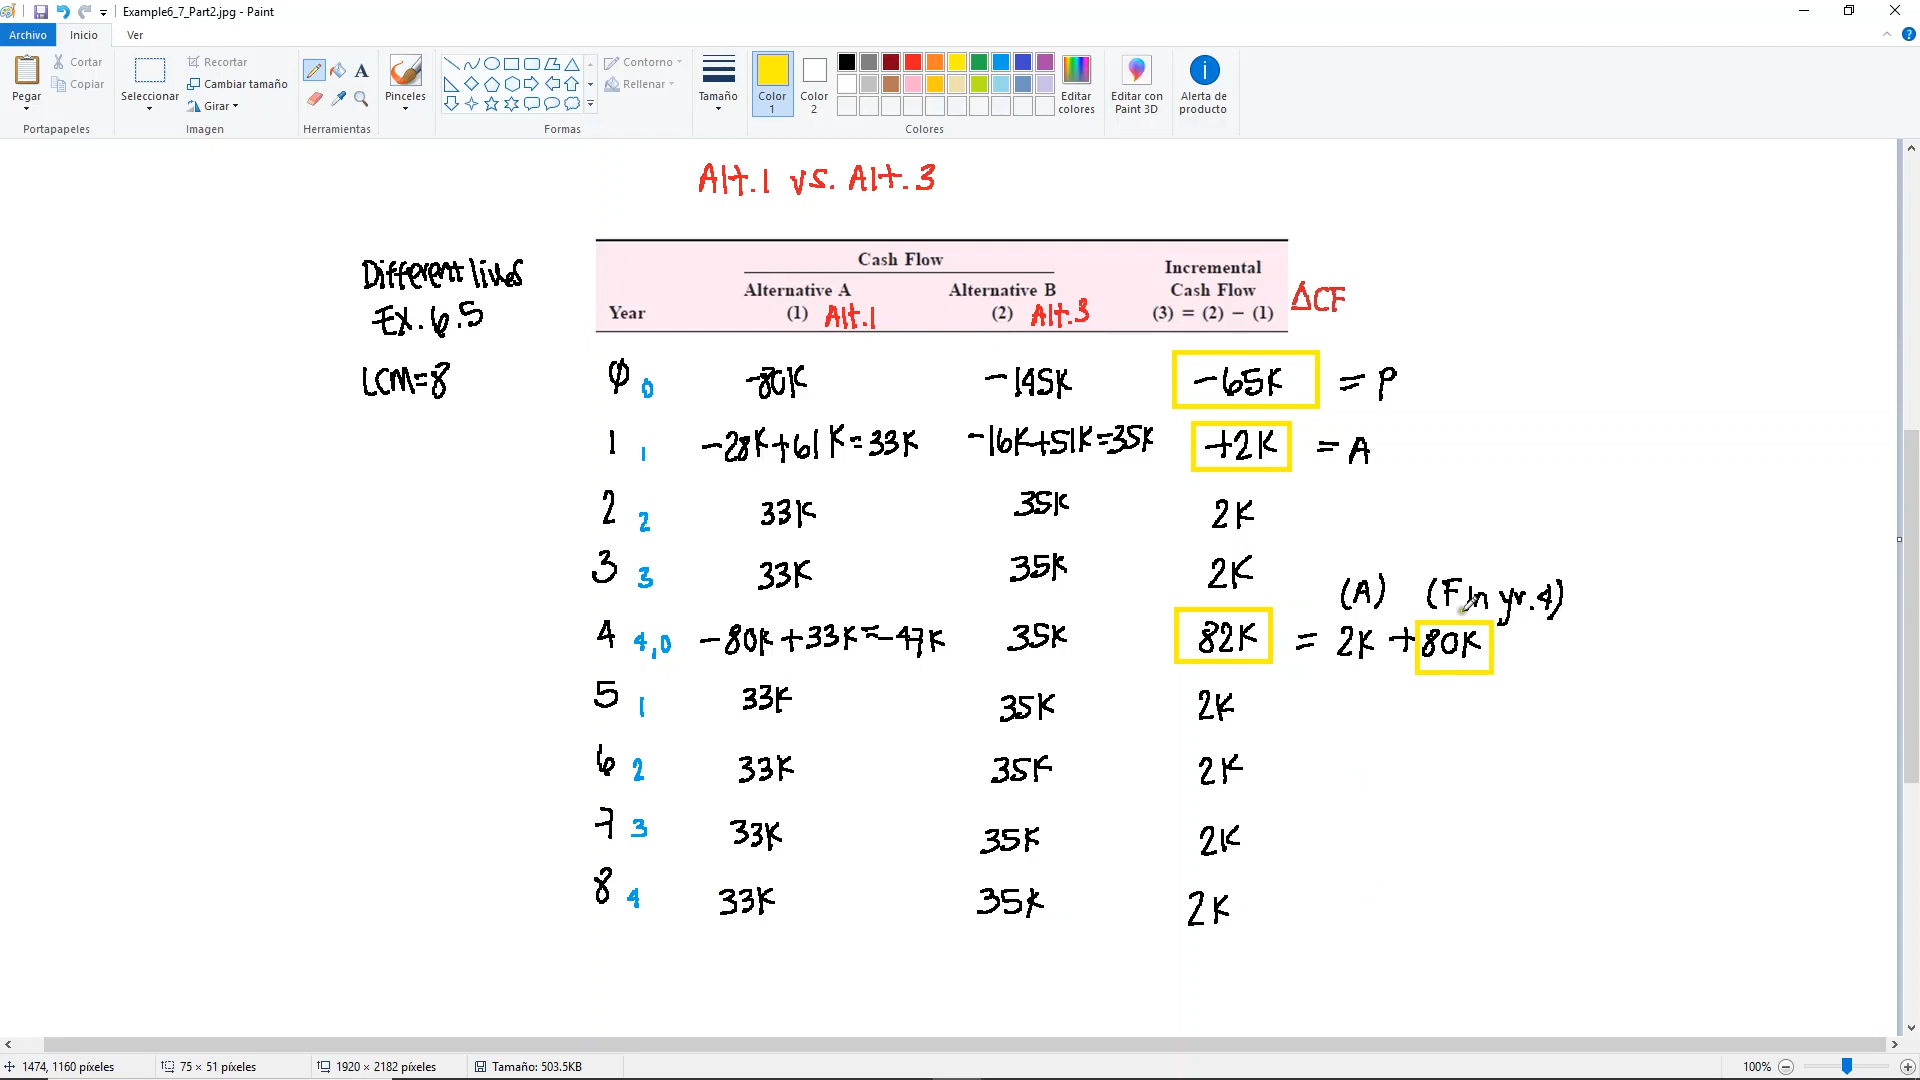 Example6_7_Part2.jpg - Paint
Archivo Inicio Ver
Pegar Cortar Copiar Seleccionar Recortar Cambiar tamaño Girar Pinceles Contorno Rellenar Tamaño Color 1 Color 2 Editar colores Editar con Paint 3D Alerta de producto
Portapapeles Imagen Herramientas Formas Colores
Alt.1 vs. Alt.3
Different lives
Ex. 6.5
LCM=8
Cash Flow
Year
Alternative A
(1) Alt.1
Alternative B
(2) Alt.3
Incremental
Cash Flow
(3) = (2) − (1)
ΔCF
0 0 -80K -145K -65K = P
1 1 -28K+61K=33K -16K+51K=35K +2K = A
2 2 33K 35K 2K
3 3 33K 35K 2K
(A) (F in yr. 4)
4 4,0 -80K+33K=-47K 35K 82K = 2K + 80K
5 1 33K 35K 2K
6 2 33K 35K 2K
7 3 33K 35K 2K
8 4 33K 35K 2K
1474, 1160 píxeles 75 × 51 píxeles 1920 × 2182 píxeles Tamaño: 503.5KB 100%